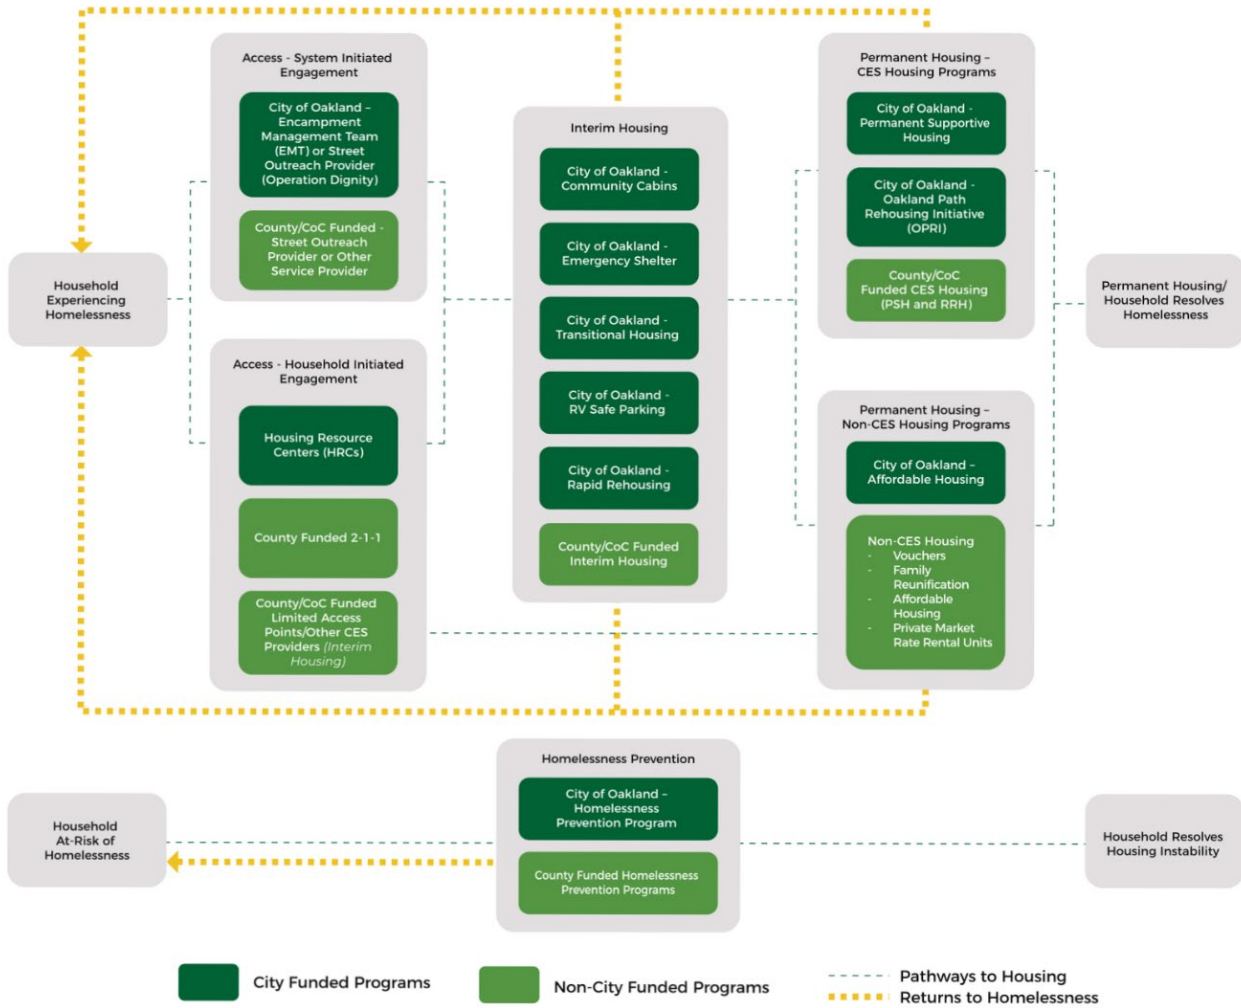 Access - System Initiated
Engagement
City of Oakland –
Encampment
Management Team
(EMT) or Street
Outreach Provider
(Operation Dignity)
County/CoC Funded -
Street Outreach
Provider or Other
Service Provider
Household
Experiencing
Homelessness
Access - Household Initiated
Engagement
Housing Resource
Centers (HRCs)
County Funded 2-1-1
County/CoC Funded
Limited Access
Points/Other CES
Providers (Interim
Housing)
Interim Housing
City of Oakland -
Community Cabins
City of Oakland -
Emergency Shelter
City of Oakland -
Transitional Housing
City of Oakland -
RV Safe Parking
City of Oakland -
Rapid Rehousing
County/CoC Funded
Interim Housing
Permanent Housing –
CES Housing Programs
City of Oakland -
Permanent Supportive
Housing
City of Oakland -
Oakland Path
Rehousing Initiative
(OPRI)
County/CoC
Funded CES Housing
(PSH and RRH)
Permanent Housing/
Household Resolves
Homelessness
Permanent Housing –
Non-CES Housing Programs
City of Oakland –
Affordable Housing
Non-CES Housing
- Vouchers
- Family
Reunification
- Affordable
Housing
- Private Market
Rate Rental Units
Household
At-Risk of
Homelessness
Homelessness Prevention
City of Oakland –
Homelessness
Prevention Program
County Funded Homelessness
Prevention Programs
Household Resolves
Housing Instability
City Funded Programs
Non-City Funded Programs
Pathways to Housing
Returns to Homelessness